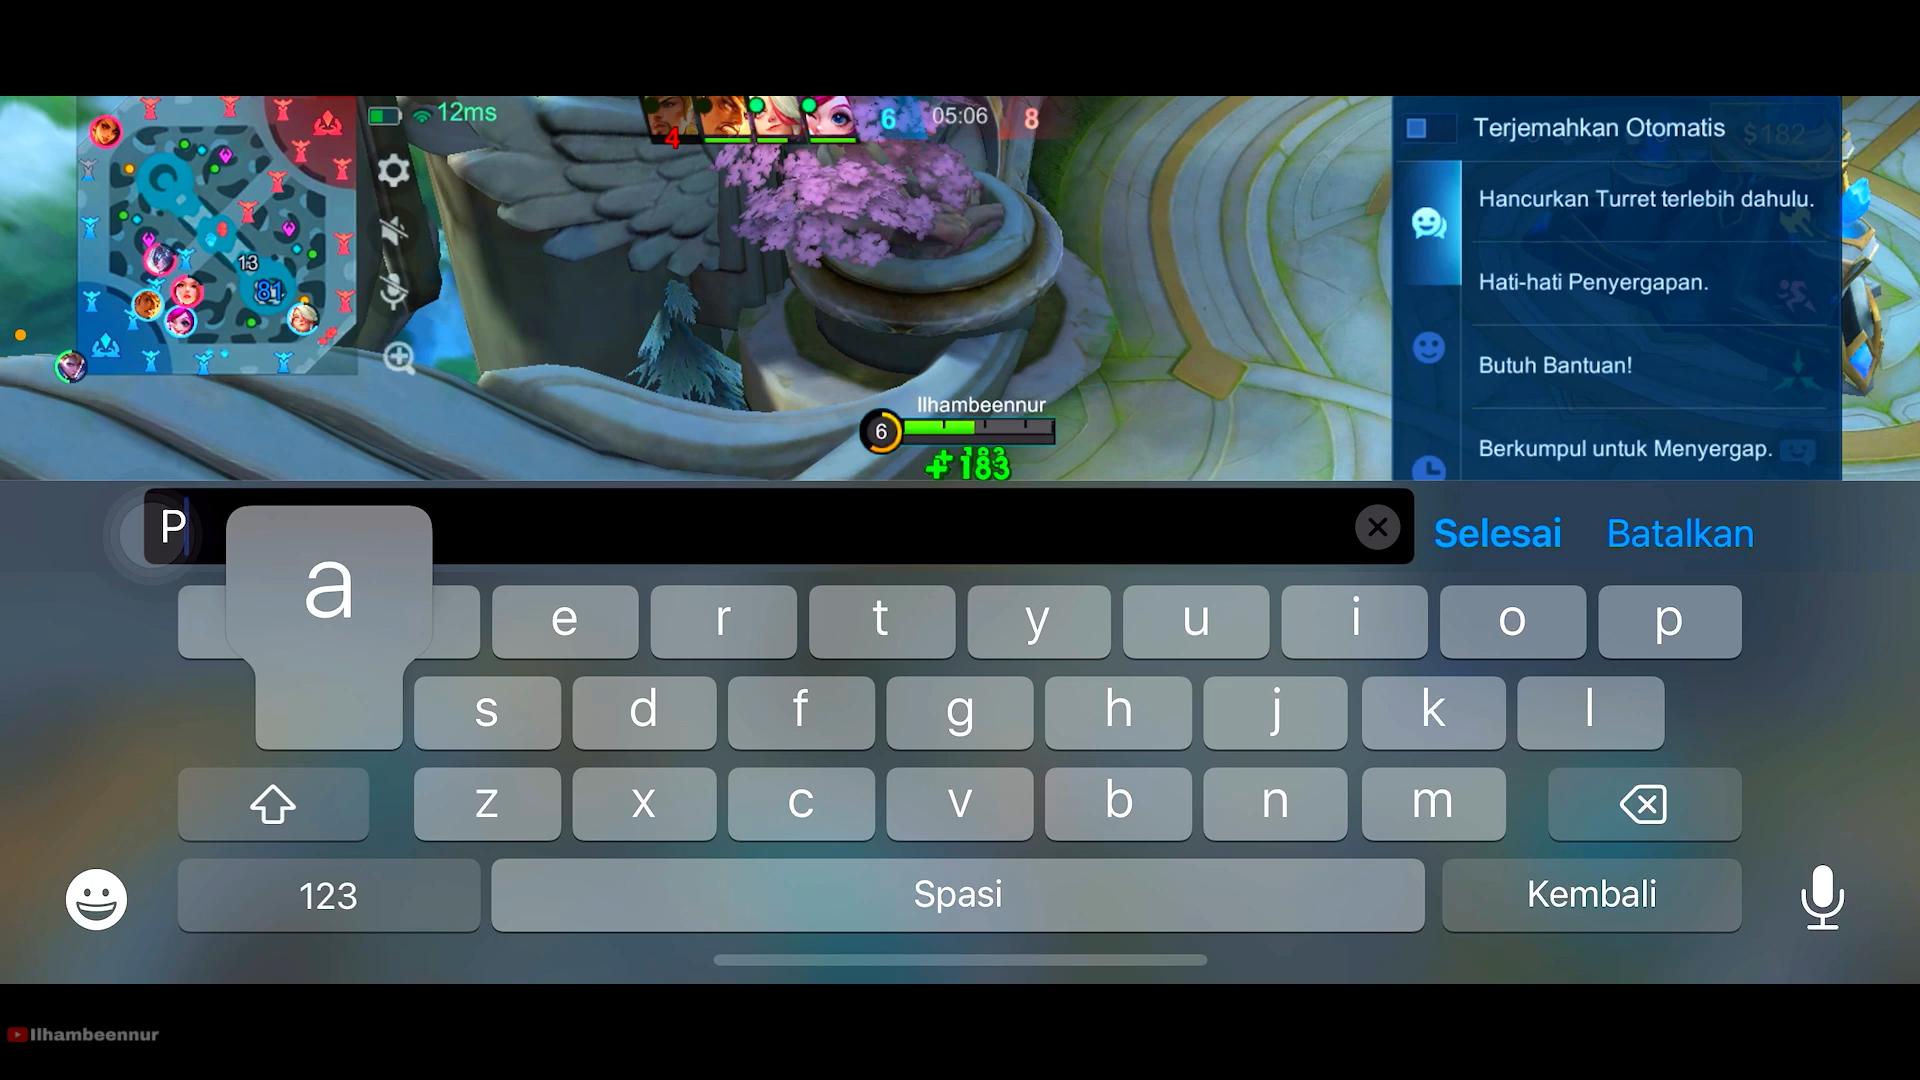 12ms
4
6
05:06
8
Terjemahkan Otomatis
$182
Hancurkan Turret terlebih dahulu.
Hati-hati Penyergapan.
Butuh Bantuan!
Berkumpul untuk Menyergap.
13
81
Ilhambeennur
6
+183
P
Selesai
Batalkan
a
e r t y u i o p
s d f g h j k l
z x c v b n m
123
Spasi
Kembali
Ilhambeennur